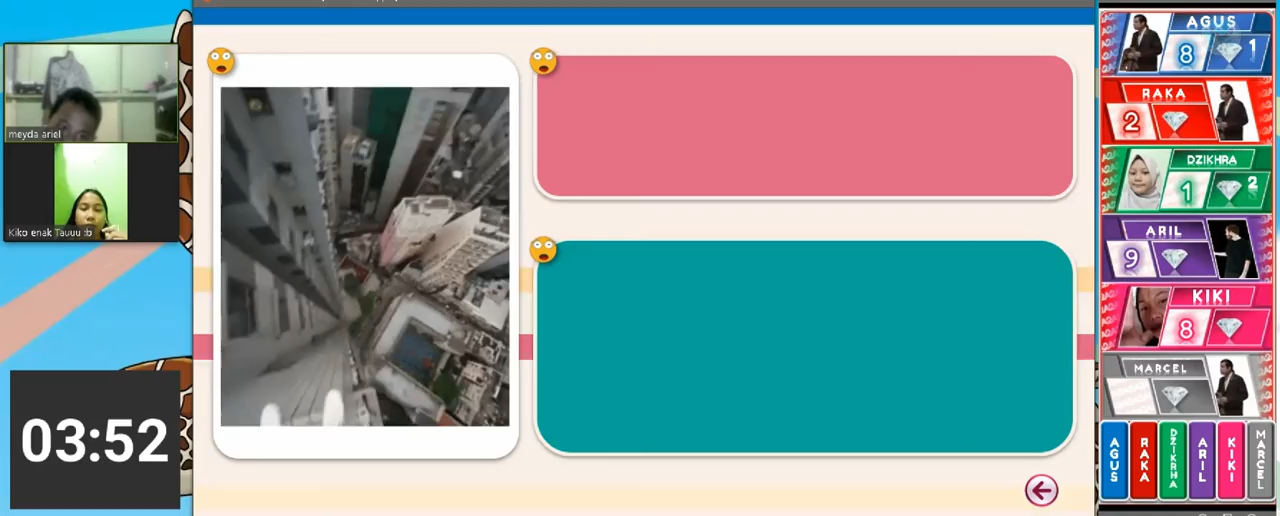 meyda ariel
Kiko enak Tauuu :b
03:52
AGUS
8
1
RAKA
2
DZIKHRA
1
2
ARIL
9
KIKI
8
MARCEL
AGUS
RAKA
DZIKRHA
ARIL
KIKI
MARCEL